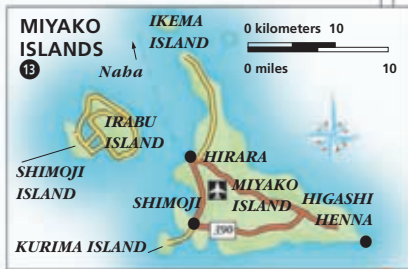 MIYAKO
ISLANDS
13
IKEMA
ISLAND
Naha
0 kilometers 10
0 miles 10
IRABU
ISLAND
SHIMOJI
ISLAND
HIRARA
MIYAKO
ISLAND
SHIMOJI
HIGASHI
HENNA
390
KURIMA ISLAND